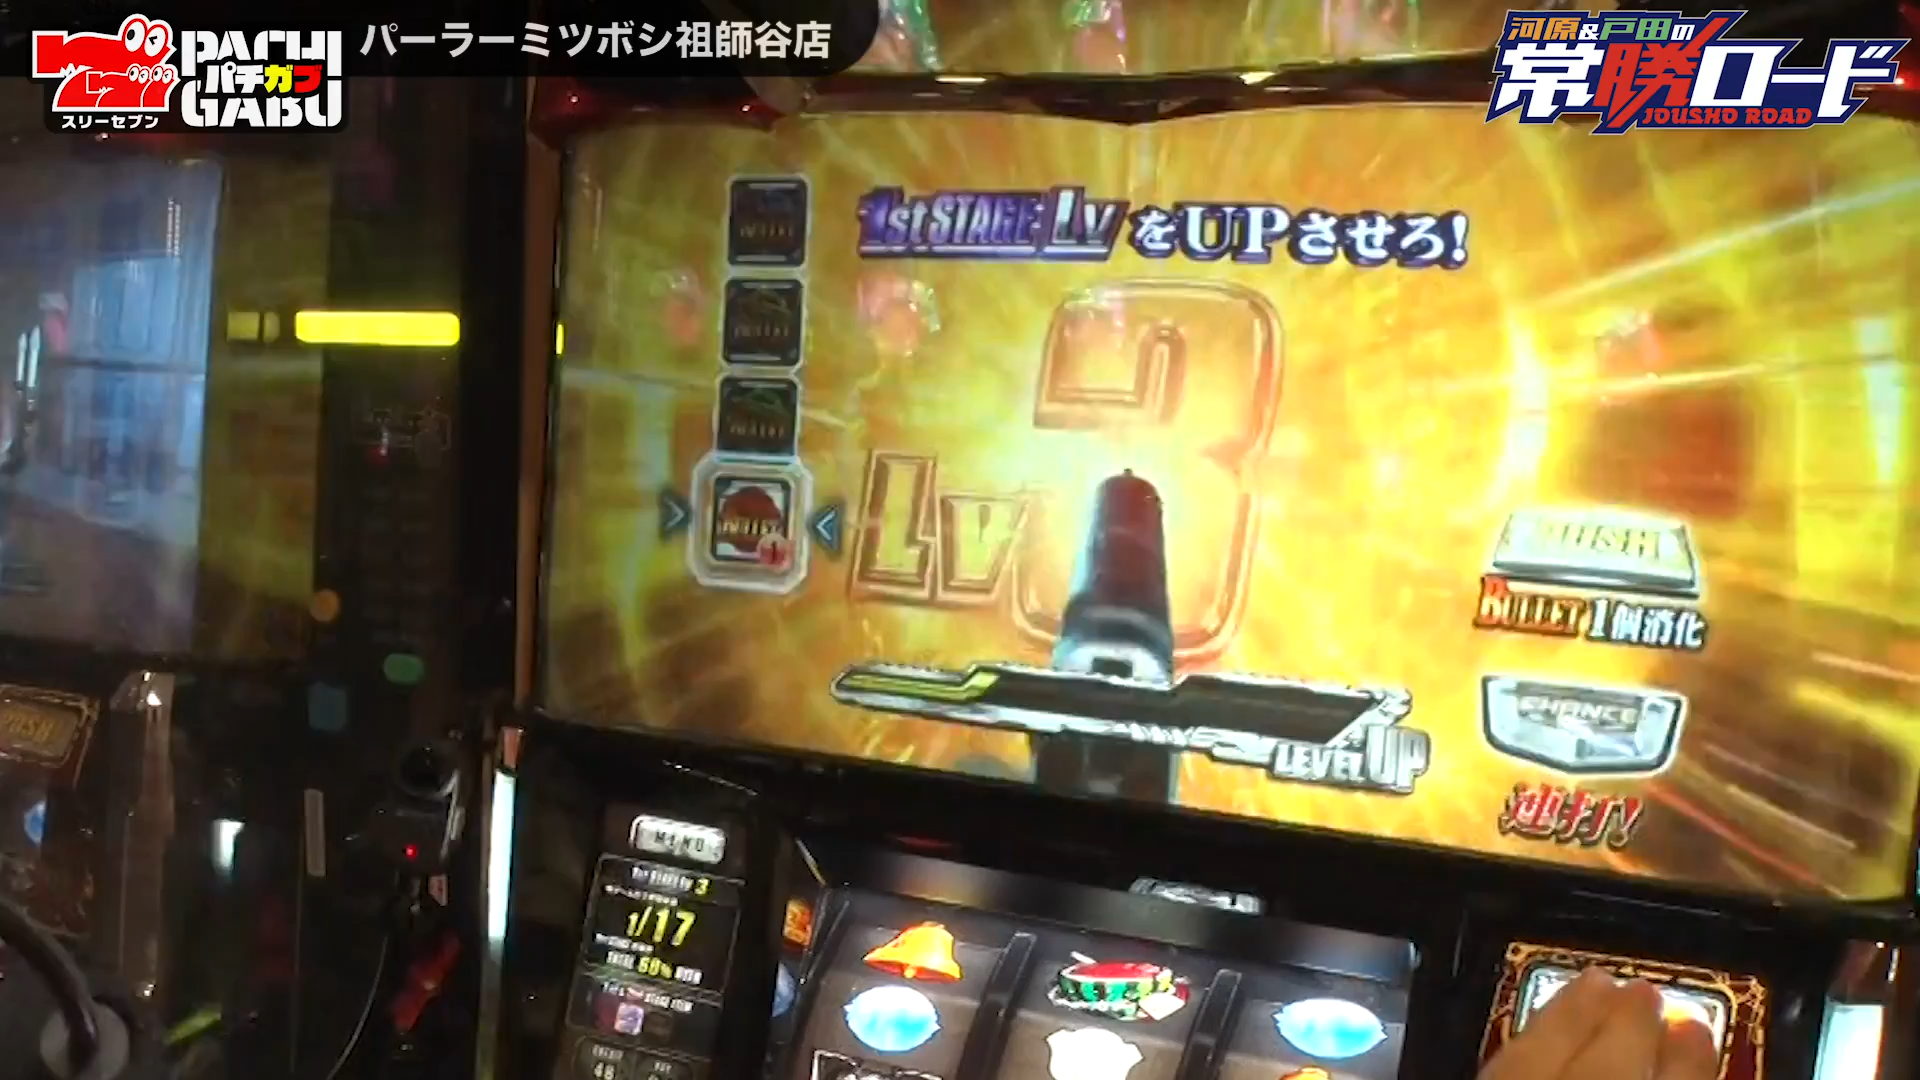 パーラーミツボシ祖師谷店
PACHI
パチガブ
GABU
スリーセブン
河原&戸田の
常勝ロード
JOUSHO ROAD
1st STAGE Lv をUPさせろ!
Lv 3
PUSH
BULLET 1個消化
CHANCE
連打!
LEVEL UP
MENU
3
1/17